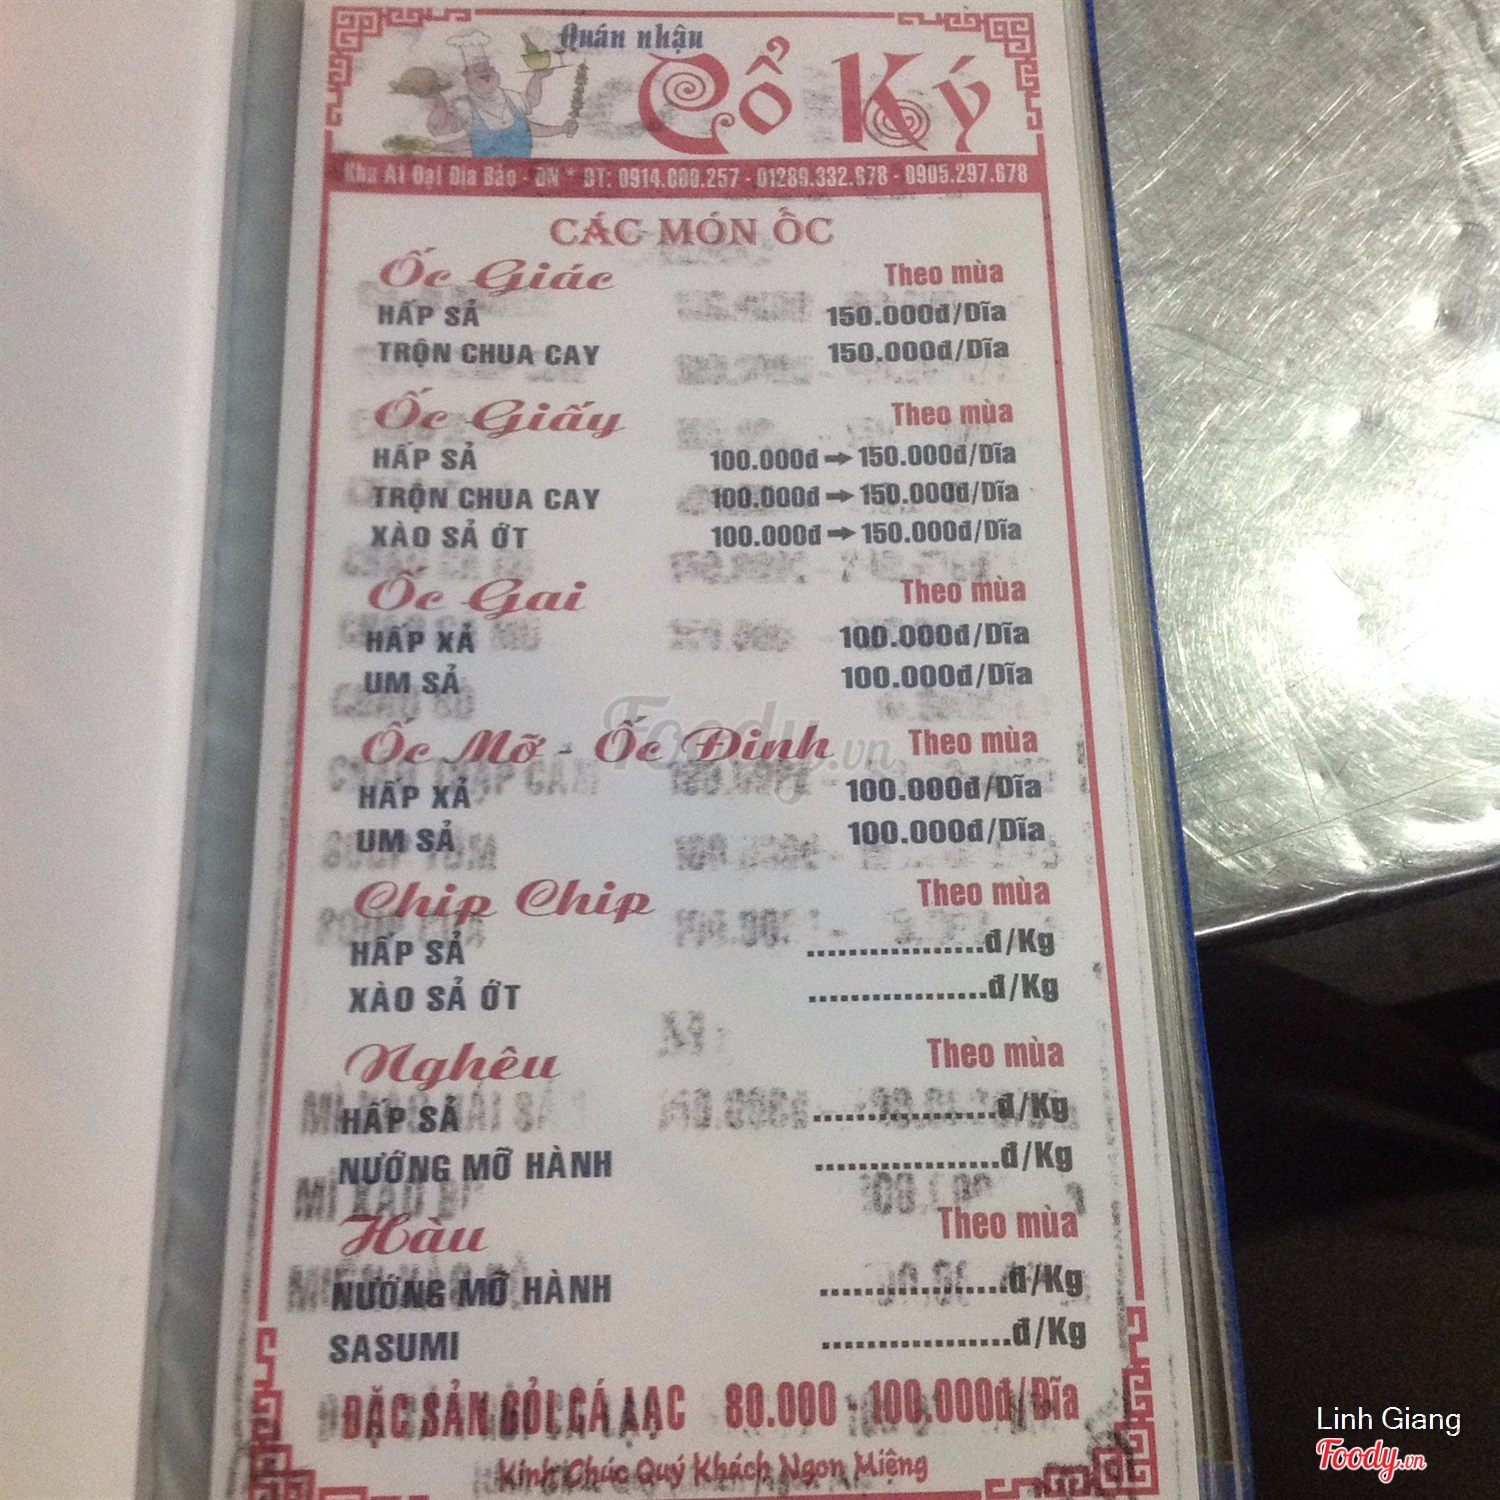 Quán nhậu
Cổ Ký
Khu A1 Đại Địa Bảo - ĐN * ĐT: 0914.080.257 - 01289.332.678 - 0905.297.678
CÁC MÓN ỐC
Ốc Giác Theo mùa
HẤP SẢ 150.000đ/Dĩa
TRỘN CHUA CAY 150.000đ/Dĩa
Ốc Giấy Theo mùa
HẤP SẢ 100.000đ ➞ 150.000đ/Dĩa
TRỘN CHUA CAY 100.000đ ➞ 150.000đ/Dĩa
XÀO SẢ ỚT 100.000đ ➞ 150.000đ/Dĩa
Ốc Gai Theo mùa
HẤP XẢ 100.000đ/Dĩa
UM SẢ 100.000đ/Dĩa
Ốc Mỡ - Ốc Đinh Theo mùa
HẤP XẢ 100.000đ/Dĩa
UM SẢ 100.000đ/Dĩa
Chip Chip Theo mùa
HẤP SẢ .................đ/Kg
XÀO SẢ ỚT .................đ/Kg
Nghêu Theo mùa
HẤP SẢ .................đ/Kg
NƯỚNG MỠ HÀNH .................đ/Kg
Hàu Theo mùa
NƯỚNG MỠ HÀNH .................đ/Kg
SASUMI .................đ/Kg
ĐẶC SẢN GỎI CÁ LẠC 80.000 - 100.000đ/Dĩa
Kính Chúc Quý Khách Ngon Miệng
Foody.vn
Linh Giang
Foody.vn